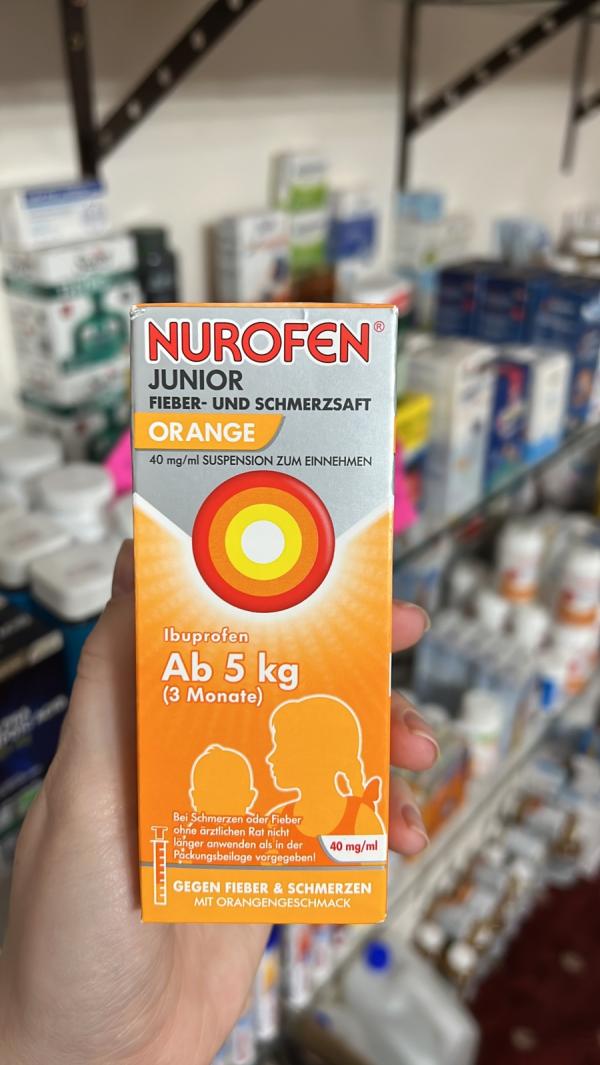 NUROFEN®
JUNIOR
FIEBER- UND SCHMERZSAFT
ORANGE
40 mg/ml SUSPENSION ZUM EINNEHMEN
Ibuprofen
Ab 5 kg
(3 Monate)
Bei Schmerzen oder Fieber
ohne ärztlichen Rat nicht
länger anwenden als in der
Packungsbeilage vorgegeben!
40 mg/ml
GEGEN FIEBER & SCHMERZEN
MIT ORANGENGESCHMACK